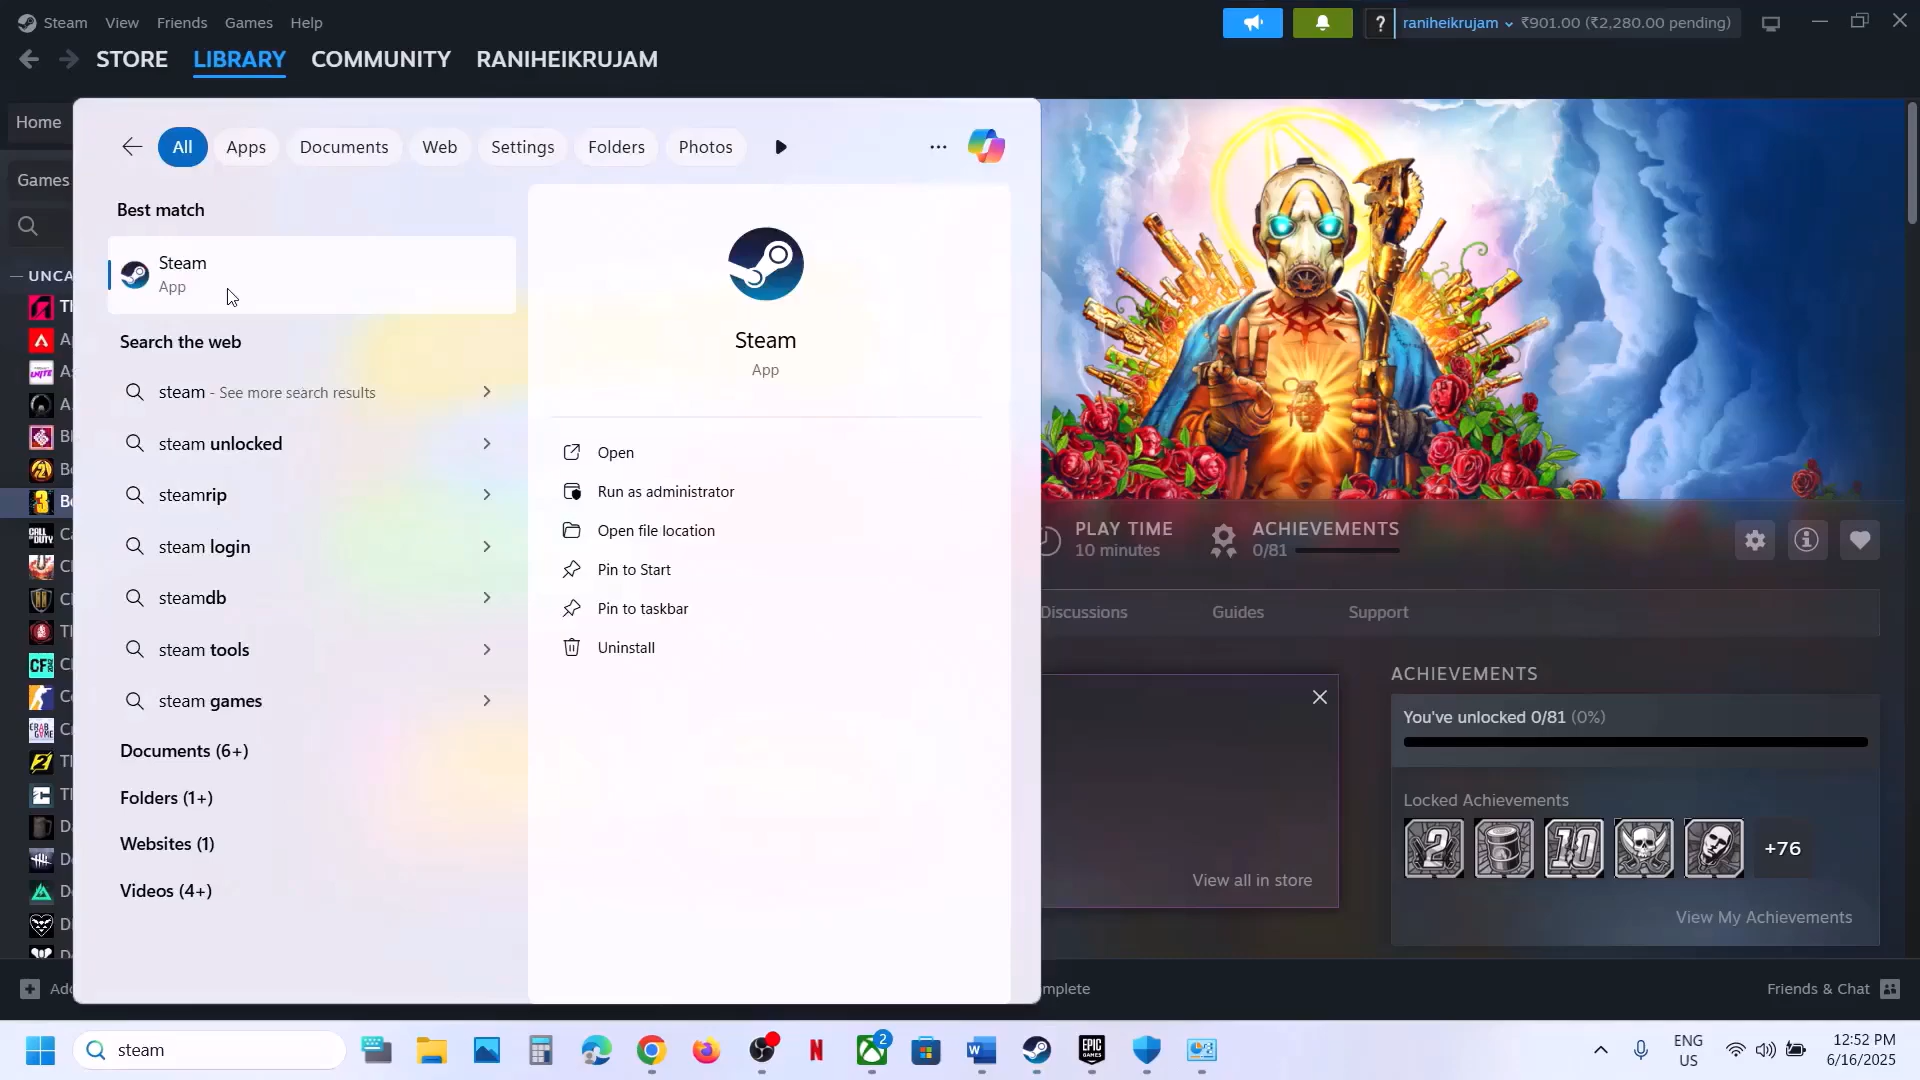 Steam View Friends Games Help
raniheikrujam ₹901.00 (₹2,280.00 pending)
STORE LIBRARY COMMUNITY RANIHEIKRUJAM
Home
Games
All Apps Documents Web Settings Folders Photos
Best match
Steam
App
Search the web
steam - See more search results
steam unlocked
steamrip
steam login
steamdb
steam tools
steam games
Documents (6+)
Folders (1+)
Websites (1)
Videos (4+)
Steam
App
Open
Run as administrator
Open file location
Pin to Start
Pin to taskbar
Uninstall
PLAY TIME
10 minutes
ACHIEVEMENTS
0/81
Discussions Guides Support
ACHIEVEMENTS
You've unlocked 0/81 (0%)
Locked Achievements
+76
View My Achievements
View all in store
Friends & Chat
steam
ENG
US
12:52 PM
6/16/2025